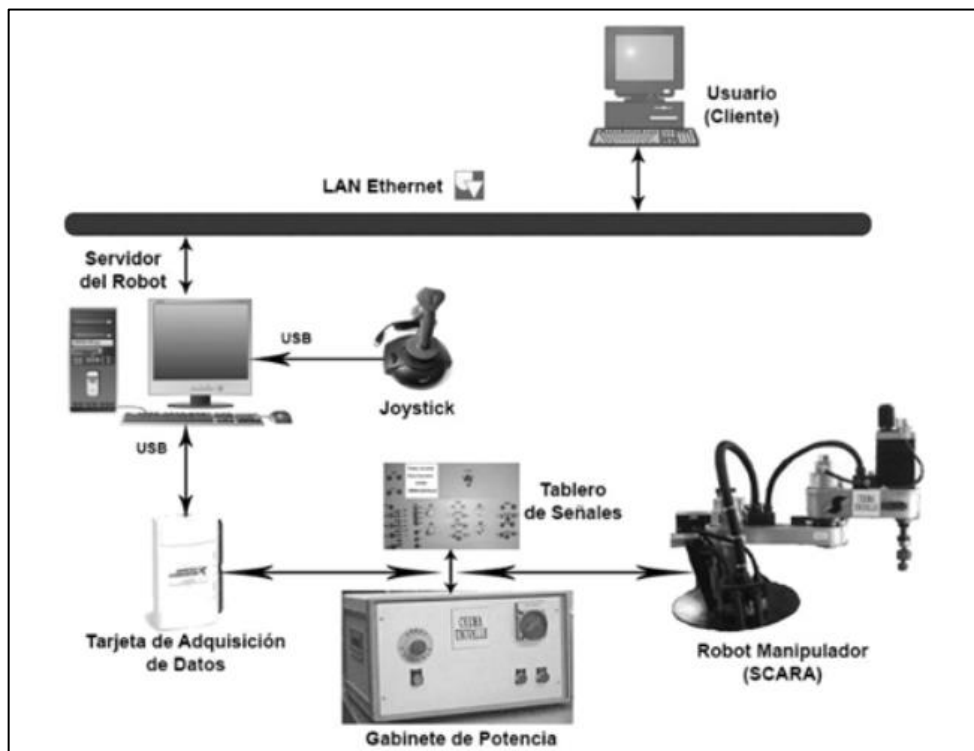 Usuario
(Cliente)
LAN Ethernet
Servidor
del Robot
USB
Joystick
USB
Tablero
de Señales
Tarjeta de Adquisición
de Datos
Robot Manipulador
(SCARA)
Gabinete de Potencia